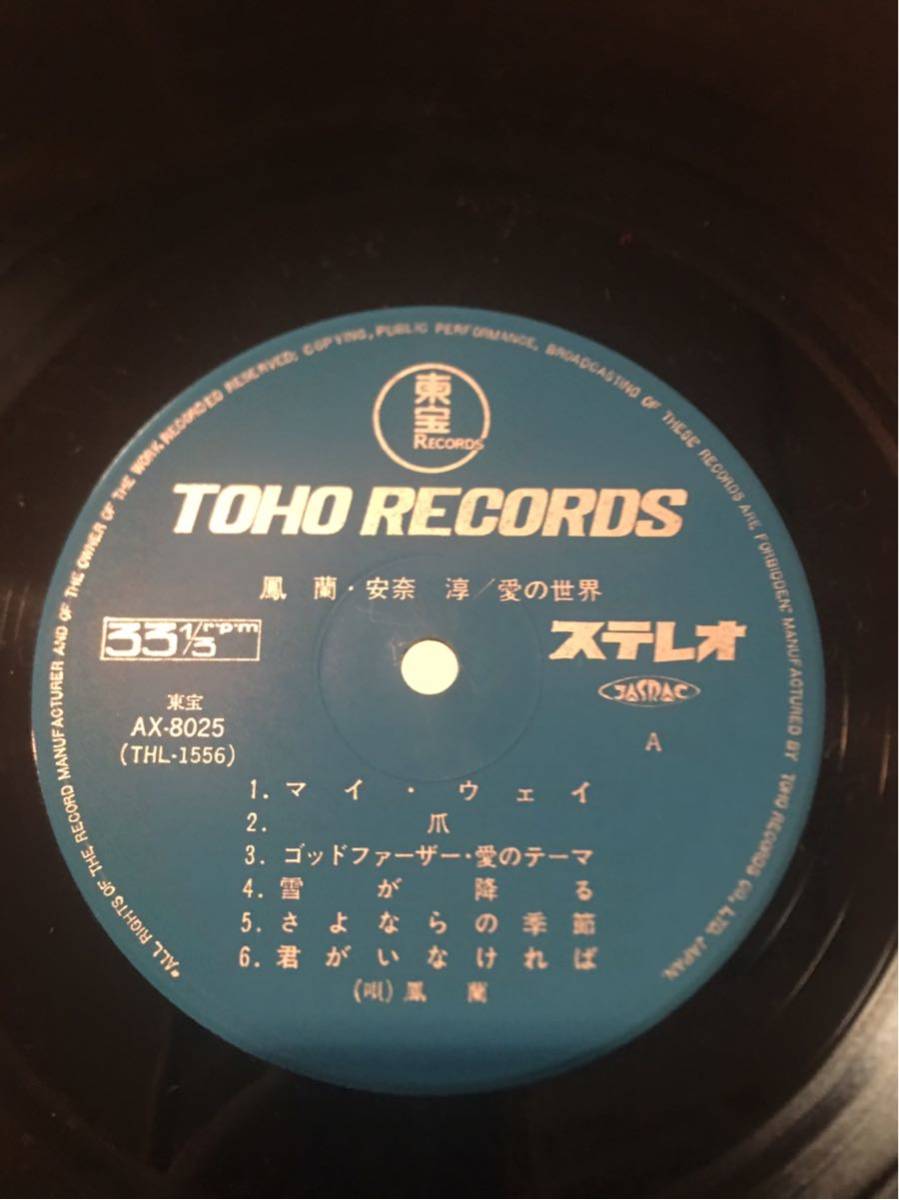 *ALL RIGHTS OF THE RECORD MANUFACTURER AND OF THE OWNER OF THE WORK RECORDED RESERVED; COPYING, PUBLIC PERFORMANCE, BROADCASTING OF THESE RECORDS ARE FORBIDDEN: MANUFACTURED BY TOHO RECORDS CO., LTD. JAPAN.
東宝
RECORDS
TOHO RECORDS
鳳 蘭・安奈 淳／愛の世界
33 1/3 rpm
ステレオ
JASRAC
東宝
AX-8025
(THL-1556)
A
1. マイ・ウェイ
2. 爪
3. ゴッドファーザー・愛のテーマ
4. 雪が降る
5. さよならの季節
6. 君がいなければ
(唄) 鳳 蘭